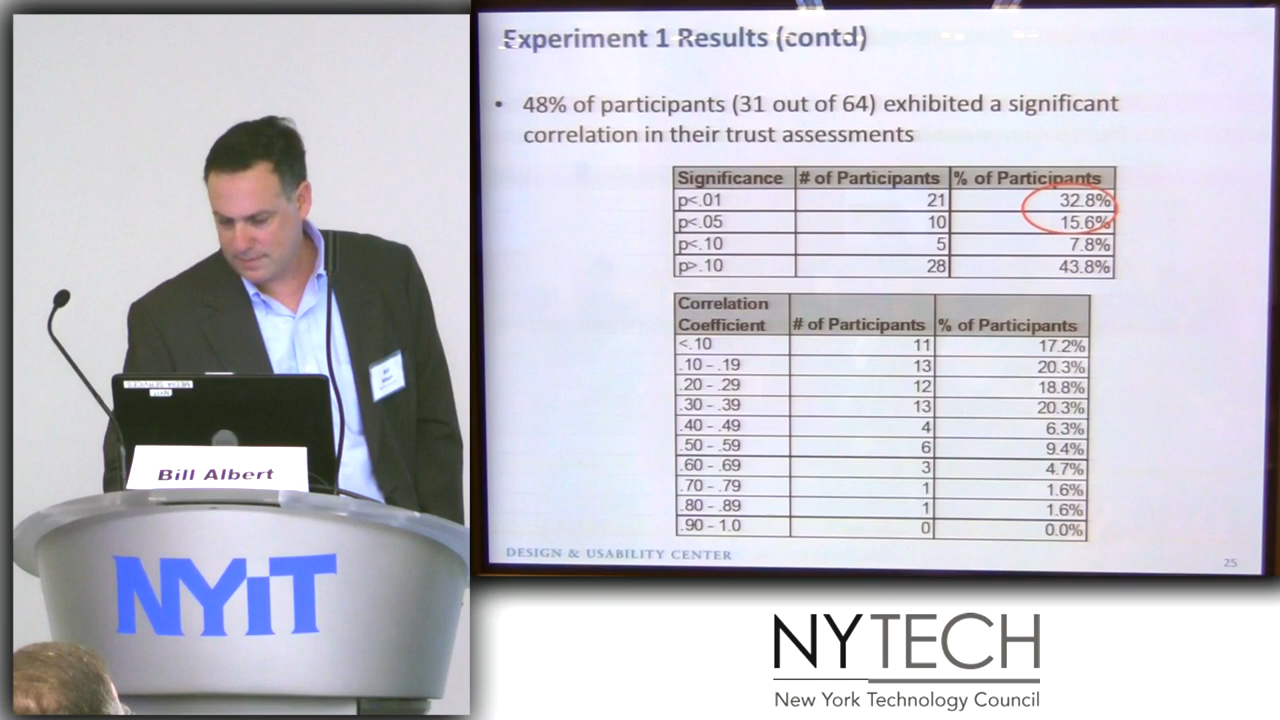 Experiment 1 Results (contd)
• 48% of participants (31 out of 64) exhibited a significant
correlation in their trust assessments
Significance # of Participants % of Participants
p<.01 21 32.8%
p<.05 10 15.6%
p<.10 5 7.8%
p>.10 28 43.8%
Correlation
Coefficient # of Participants % of Participants
<.10 11 17.2%
.10 - .19 13 20.3%
.20 - .29 12 18.8%
.30 - .39 13 20.3%
.40 - .49 4 6.3%
.50 - .59 6 9.4%
.60 - .69 3 4.7%
.70 - .79 1 1.6%
.80 - .89 1 1.6%
.90 - 1.0 0 0.0%
DESIGN & USABILITY CENTER
25
MEDIA SERVICES
NYIT
Bill
Albert
Bill Albert
NYIT
NYTECH
New York Technology Council